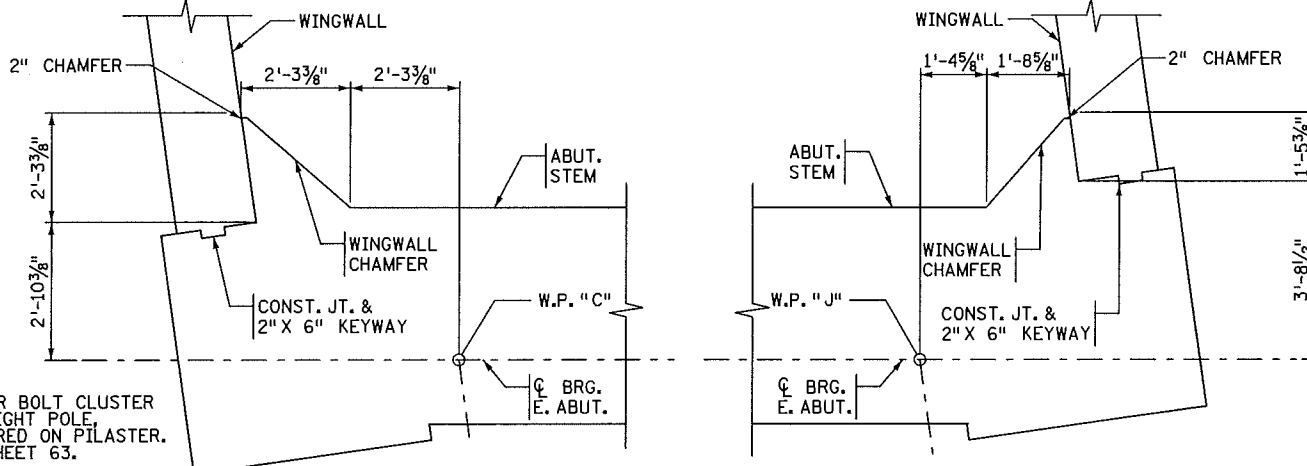 WINGWALL
2" CHAMFER
2'-3⅜"
2'-3⅜"
2'-3⅜"
2'-10⅜"
ABUT.
STEM
WINGWALL
CHAMFER
CONST. JT. &
2" X 6" KEYWAY
W.P. "C"
℄ BRG.
E. ABUT.
R BOLT CLUSTER
IGHT POLE,
RED ON PILASTER.
HEET 63.
WINGWALL
1'-4⅝"
1'-8⅝"
2" CHAMFER
1'-5⅜"
3'-8½"
ABUT.
STEM
WINGWALL
CHAMFER
CONST. JT. &
2" X 6" KEYWAY
W.P. "J"
℄ BRG.
E. ABUT.